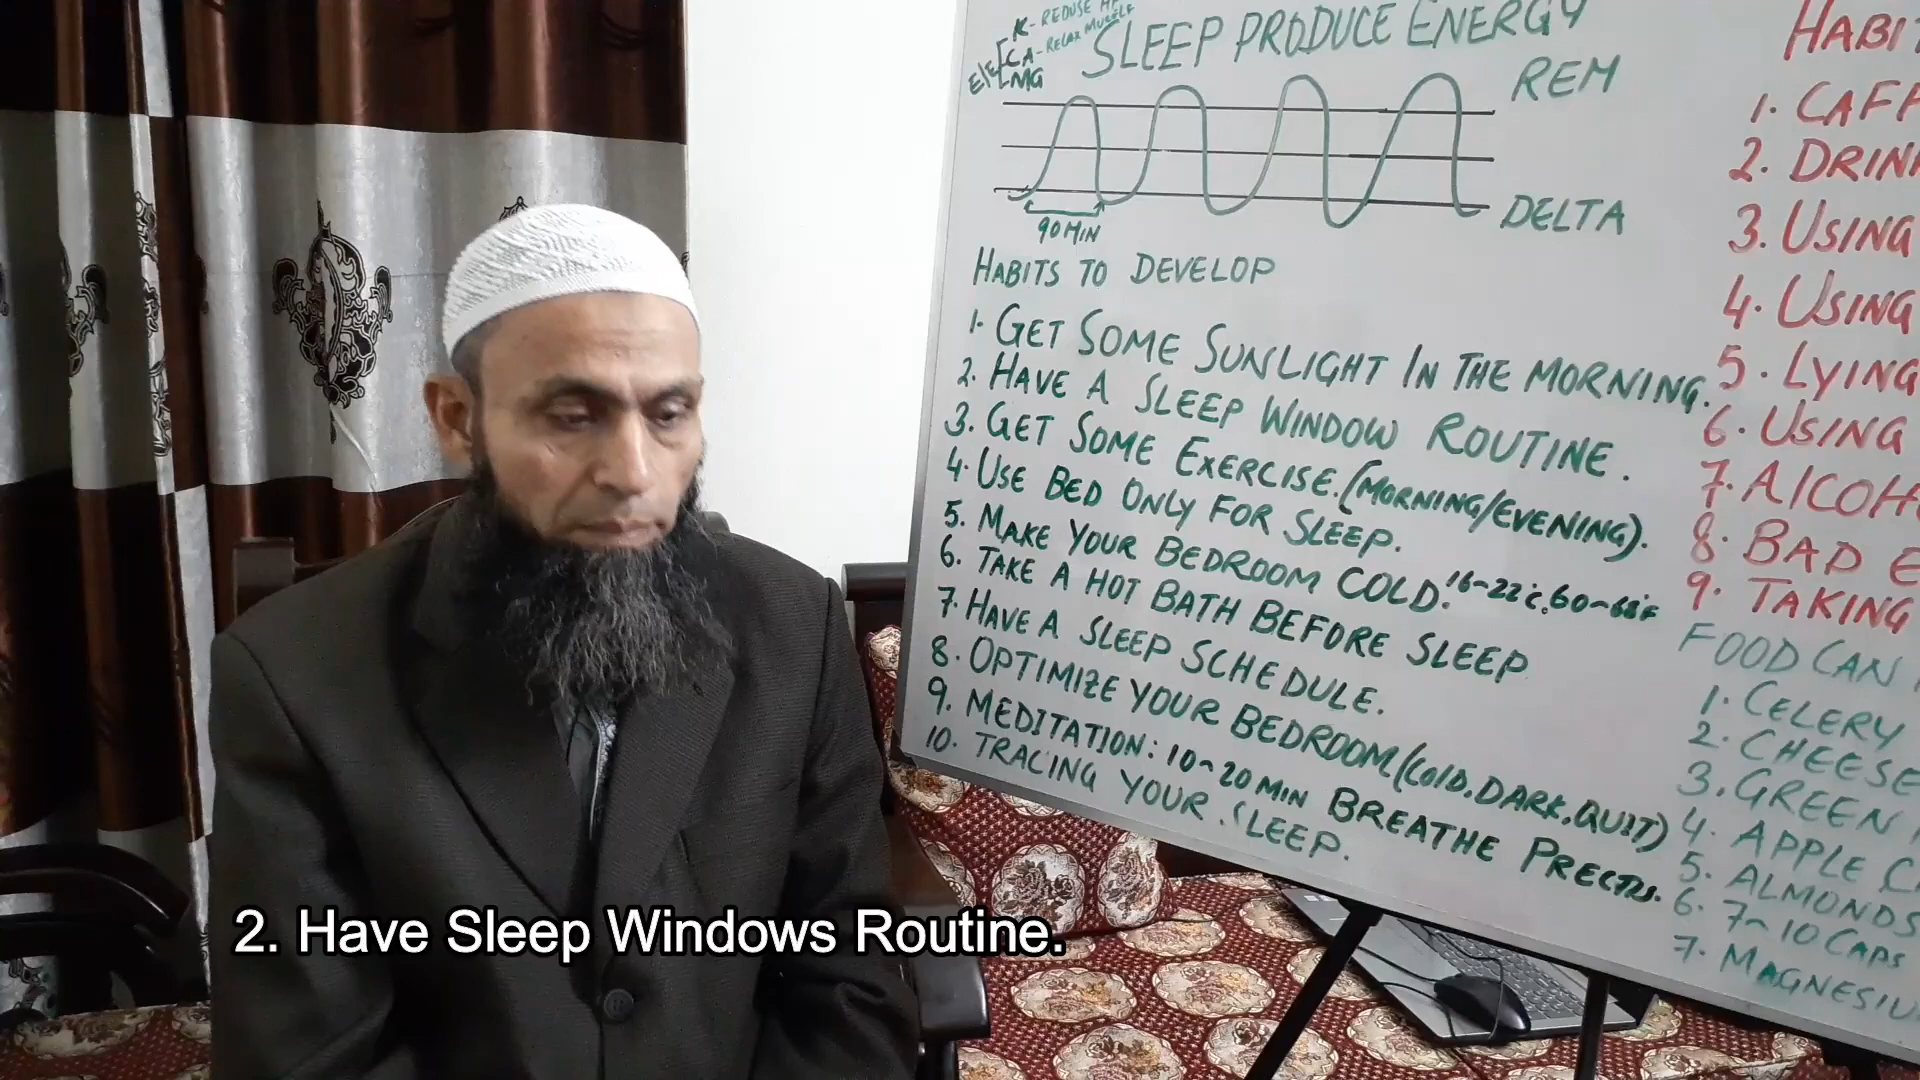 K - REDUSE
CA - RELAX MUSCLE
MG
SLEEP PRODUCE ENERGY
REM
DELTA
90 MIN
HABITS TO DEVELOP
1. GET SOME SUNLIGHT IN THE MORNING.
2. HAVE A SLEEP WINDOW ROUTINE.
3. GET SOME EXERCISE. (MORNING/EVENING).
4. USE BED ONLY FOR SLEEP.
5. MAKE YOUR BEDROOM COLD. 16~22°C, 60~68°F
6. TAKE A HOT BATH BEFORE SLEEP
7. HAVE A SLEEP SCHEDULE.
8. OPTIMIZE YOUR BEDROOM (COLD, DARK, QUIT)
9. MEDITATION: 10~20 MIN BREATHE PRECTIS.
10. TRACING YOUR SLEEP.
HABI
1. CAFF
2. DRIN
3. USING
4. USING
5. LYING
6. USING
7. AlCOH
8. BAD E
9. TAKING
FOOD CAN
1. CELERY
2. CHEESE
3. GREEN
4. APPLE C
5. ALMONDS
6. 7~10 CAPS
7. MAGNESIU
2. Have Sleep Windows Routine.